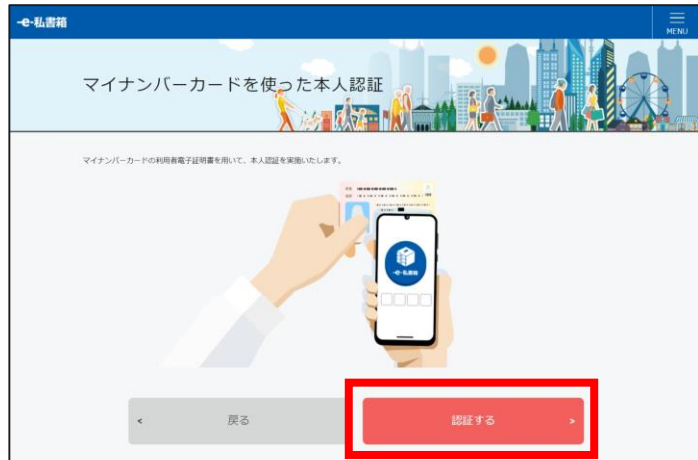 -e-私書箱
MENU
マイナンバーカードを使った本人認証
マイナンバーカードの利用者電子証明書を用いて、本人認証を実施いたします。
-e-私書箱
< 戻る
認証する >